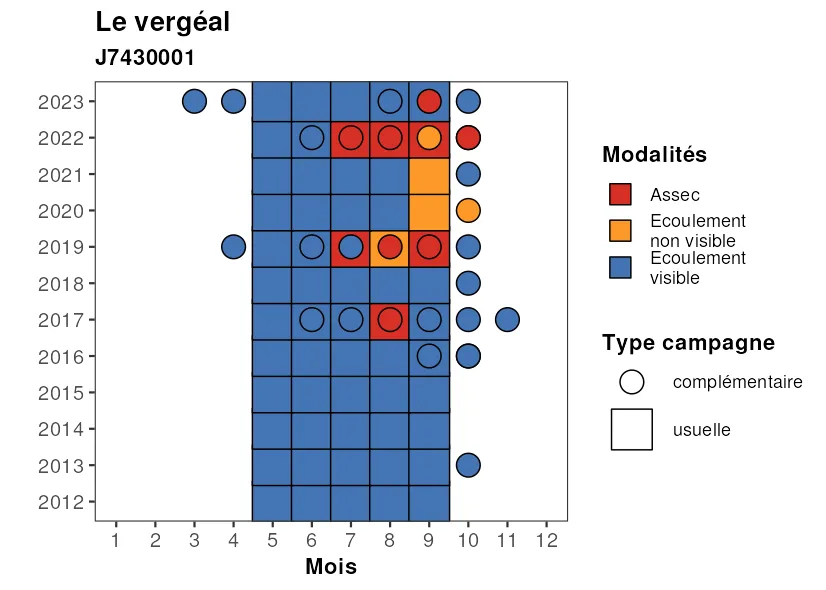 Le vergéal
J7430001
2023
2022
2021
2020
2019
2018
2017
2016
2015
2014
2013
2012
1 2 3 4 5 6 7 8 9 10 11 12
Mois
Modalités
Assec
Ecoulement
non visible
Ecoulement
visible
Type campagne
complémentaire
usuelle